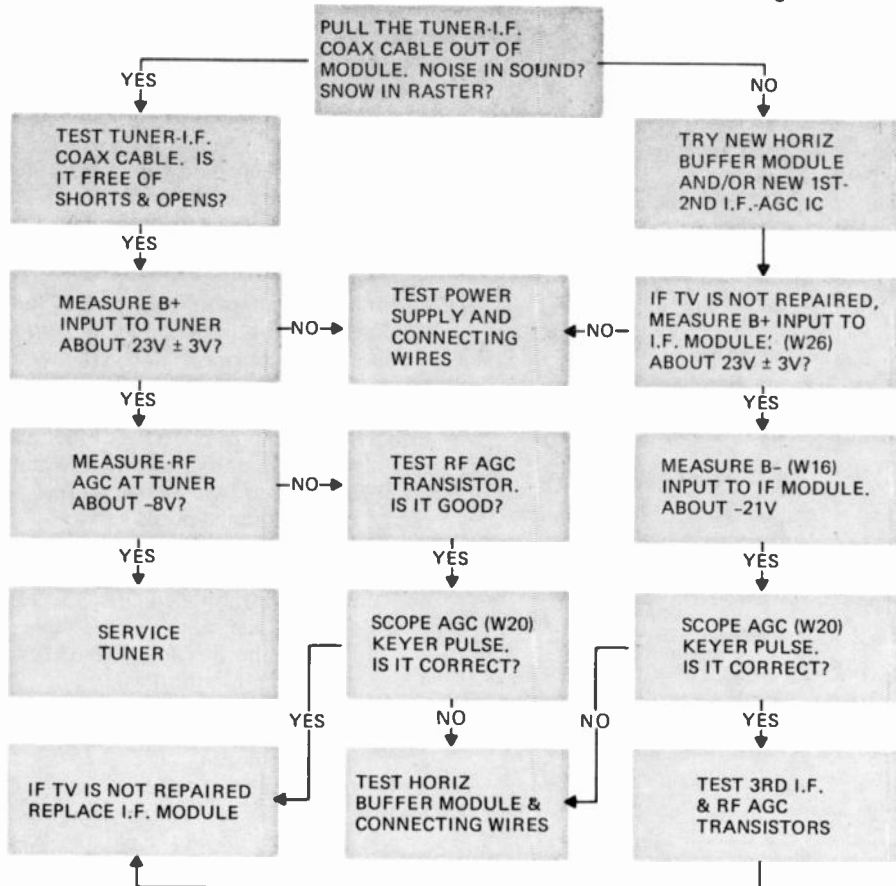 PULL THE TUNER-I.F.
COAX CABLE OUT OF
MODULE. NOISE IN SOUND?
SNOW IN RASTER?
YES
NO
TEST TUNER-I.F.
COAX CABLE. IS
IT FREE OF
SHORTS & OPENS?
TRY NEW HORIZ
BUFFER MODULE
AND/OR NEW 1ST-
2ND I.F.-AGC IC
YES
MEASURE B+
INPUT TO TUNER
ABOUT 23V ± 3V?
NO
TEST POWER
SUPPLY AND
CONNECTING
WIRES
NO
IF TV IS NOT REPAIRED,
MEASURE B+ INPUT TO
I.F. MODULE: (W26)
ABOUT 23V ± 3V?
YES
YES
MEASURE-RF
AGC AT TUNER
ABOUT -8V?
NO
TEST RF AGC
TRANSISTOR.
IS IT GOOD?
MEASURE B- (W16)
INPUT TO IF MODULE.
ABOUT -21V
YES
YES
YES
SERVICE
TUNER
SCOPE AGC (W20)
KEYER PULSE.
IS IT CORRECT?
SCOPE AGC (W20)
KEYER PULSE.
IS IT CORRECT?
YES
NO
NO
YES
IF TV IS NOT REPAIRED
REPLACE I.F. MODULE
TEST HORIZ
BUFFER MODULE &
CONNECTING WIRES
TEST 3RD I.F.
& RF AGC
TRANSISTORS